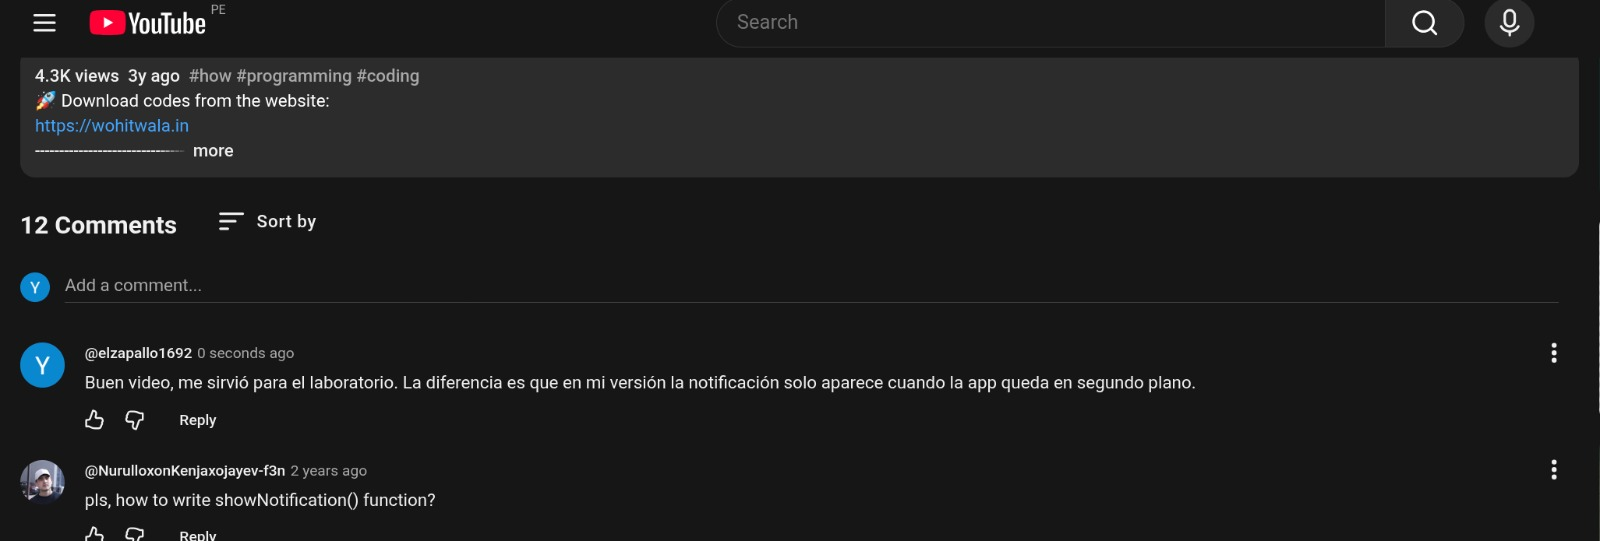 YouTube PE
Search
4.3K views 3y ago #how #programming #coding
🚀 Download codes from the website:
https://wohitwala.in
------------------------------- more
12 Comments Sort by
Y Add a comment...
Y
@elzapallo1692 0 seconds ago
Buen video, me sirvió para el laboratorio. La diferencia es que en mi versión la notificación solo aparece cuando la app queda en segundo plano.
Reply
@NurulloxonKenjaxojayev-f3n 2 years ago
pls, how to write showNotification() function?
Reply